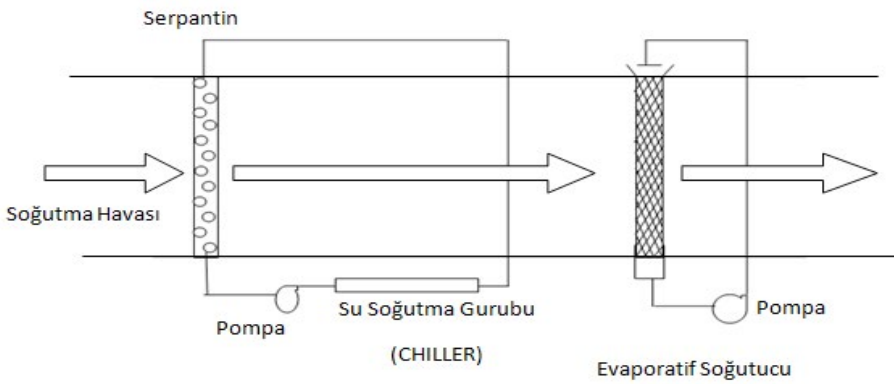 Serpantin
Soğutma Havası
Pompa
Su Soğutma Gurubu
(CHILLER)
Pompa
Evaporatif Soğutucu